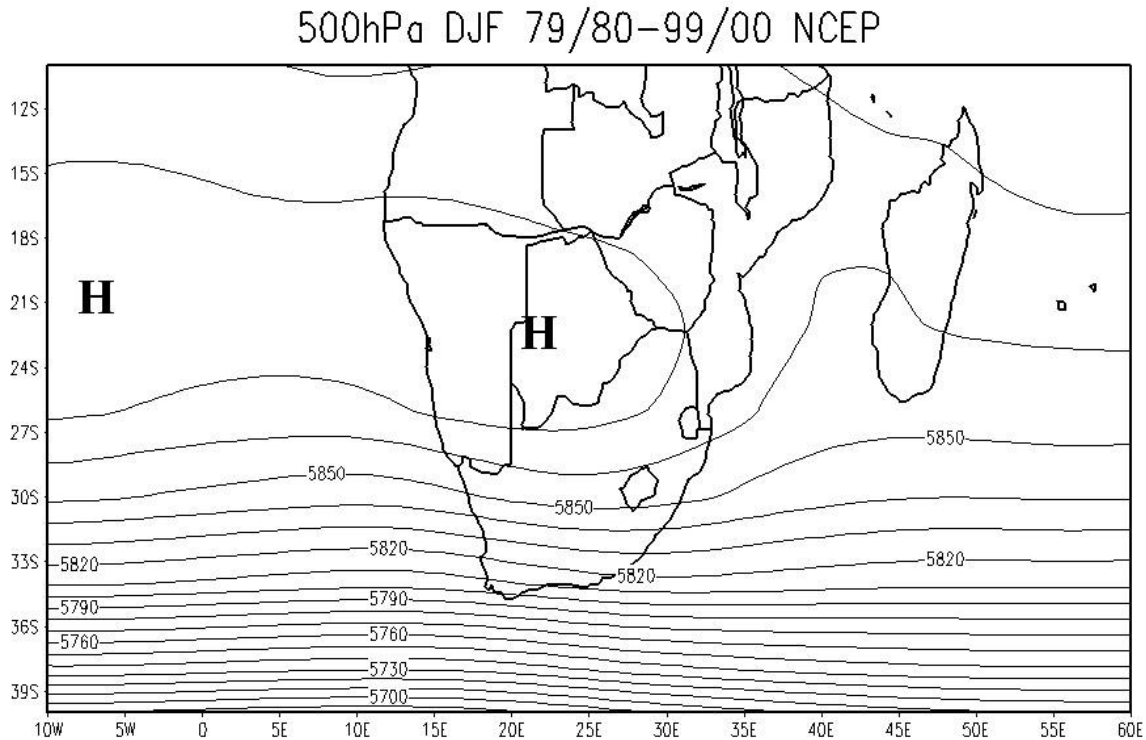 500hPa DJF 79/80-99/00 NCEP
12S
15S
18S
H
21S
H
24S
27S
5850
5850
30S
5850
5820
5820
33S
5820
5820
5790
5790
36S
5760
5760
5730
39S
5700
10W 5W 0 5E 10E 15E 20E 25E 30E 35E 40E 45E 50E 55E 60E